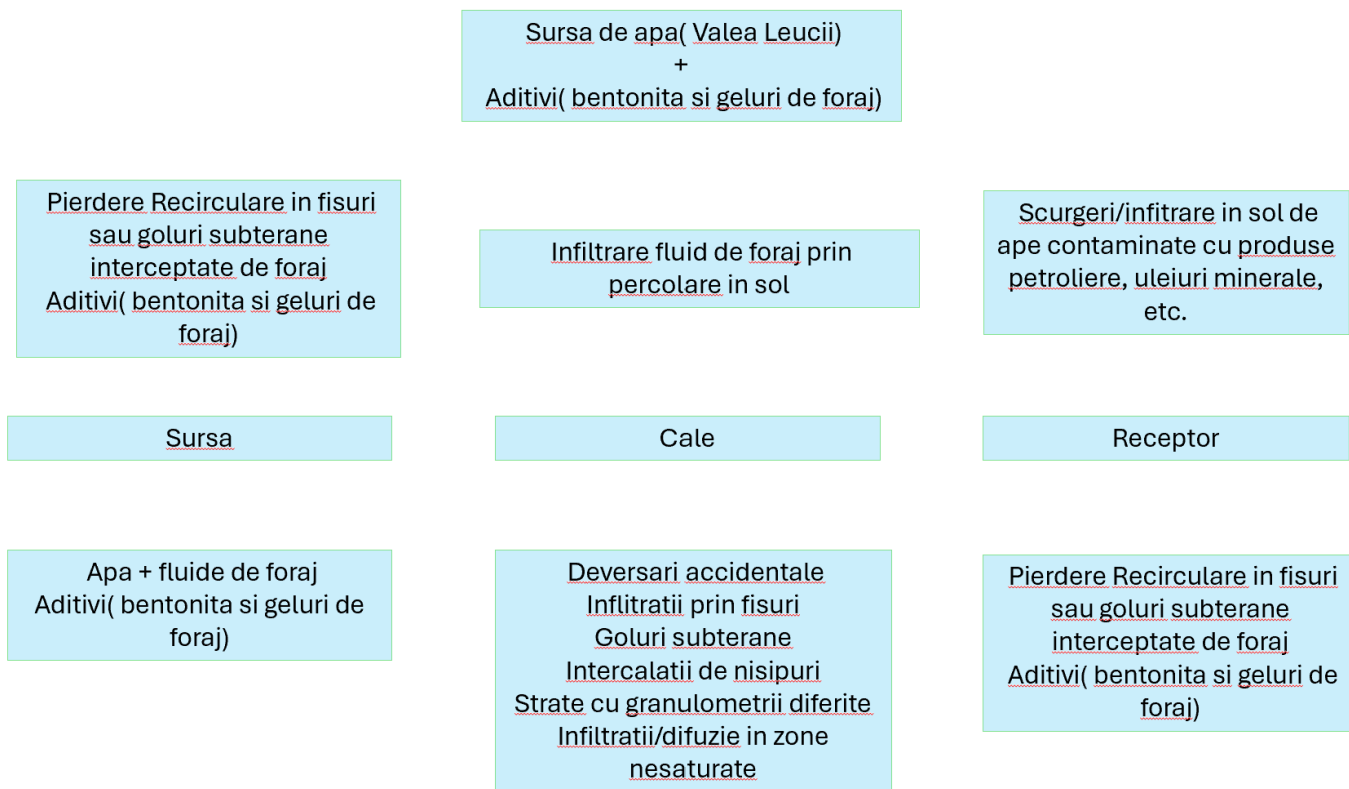 Sursa de apa( Valea Leucii)
+
Aditivi( bentonita si geluri de foraj)
Pierdere Recirculare in fisuri
sau goluri subterane
interceptate de foraj
Aditivi( bentonita si geluri de
foraj)
Infiltrare fluid de foraj prin
percolare in sol
Scurgeri/infitrare in sol de
ape contaminate cu produse
petroliere, uleiuri minerale,
etc.
Sursa
Cale
Receptor
Apa + fluide de foraj
Aditivi( bentonita si geluri de
foraj)
Deversari accidentale
Inflitratii prin fisuri
Goluri subterane
Intercalatii de nisipuri
Strate cu granulometrii diferite
Infiltratii/difuzie in zone
nesaturate
Pierdere Recirculare in fisuri
sau goluri subterane
interceptate de foraj
Aditivi( bentonita si geluri de
foraj)